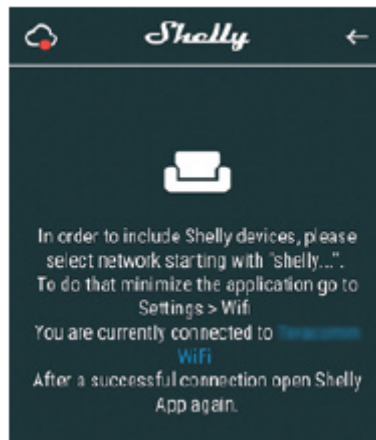 Shelly
In order to include Shelly devices, please
select network starting with "shelly...".
To do that minimize the application go to
Settings > Wifi
You are currently connected to
WiFi
After a successful connection open Shelly
App again.